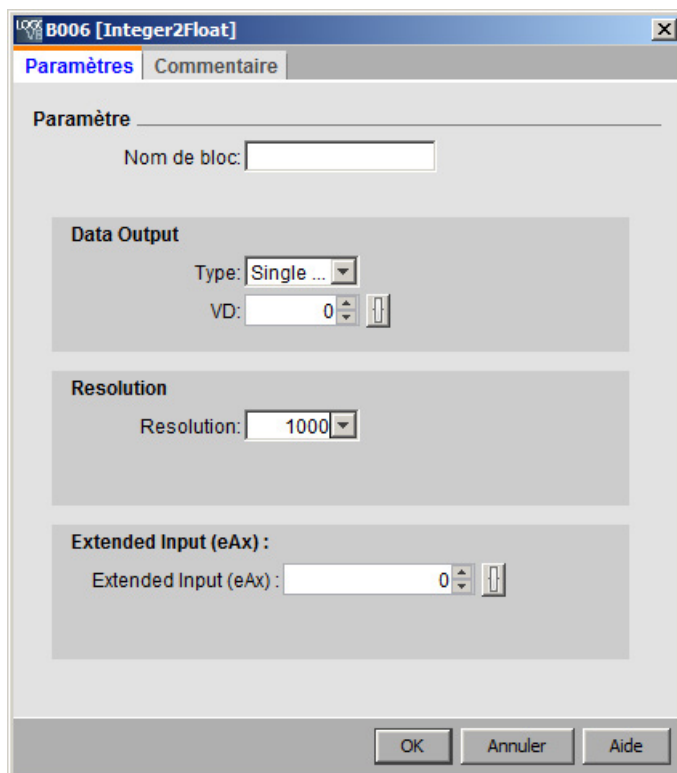 LOGO B006 [Integer2Float]
Paramètres Commentaire
Paramètre
Nom de bloc:
Data Output
Type: Single ...
VD: 0
Resolution
Resolution: 1000
Extended Input (eAx) :
Extended Input (eAx) : 0
OK Annuler Aide